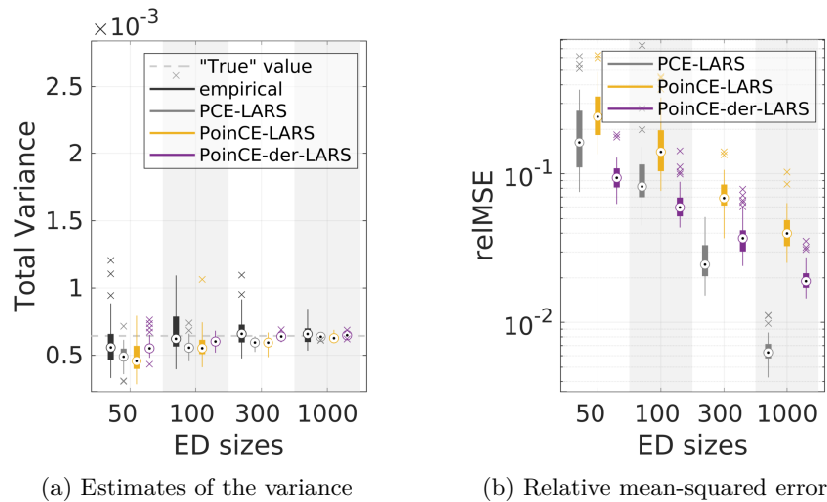 ×10⁻³
"True" value
empirical
PCE-LARS
PoinCE-LARS
PoinCE-der-LARS
2.5
2
1.5
1
0.5
Total Variance
50 100 300 1000
ED sizes
(a) Estimates of the variance
PCE-LARS
PoinCE-LARS
PoinCE-der-LARS
10⁻¹
10⁻²
relMSE
50 100 300 1000
ED sizes
(b) Relative mean-squared error